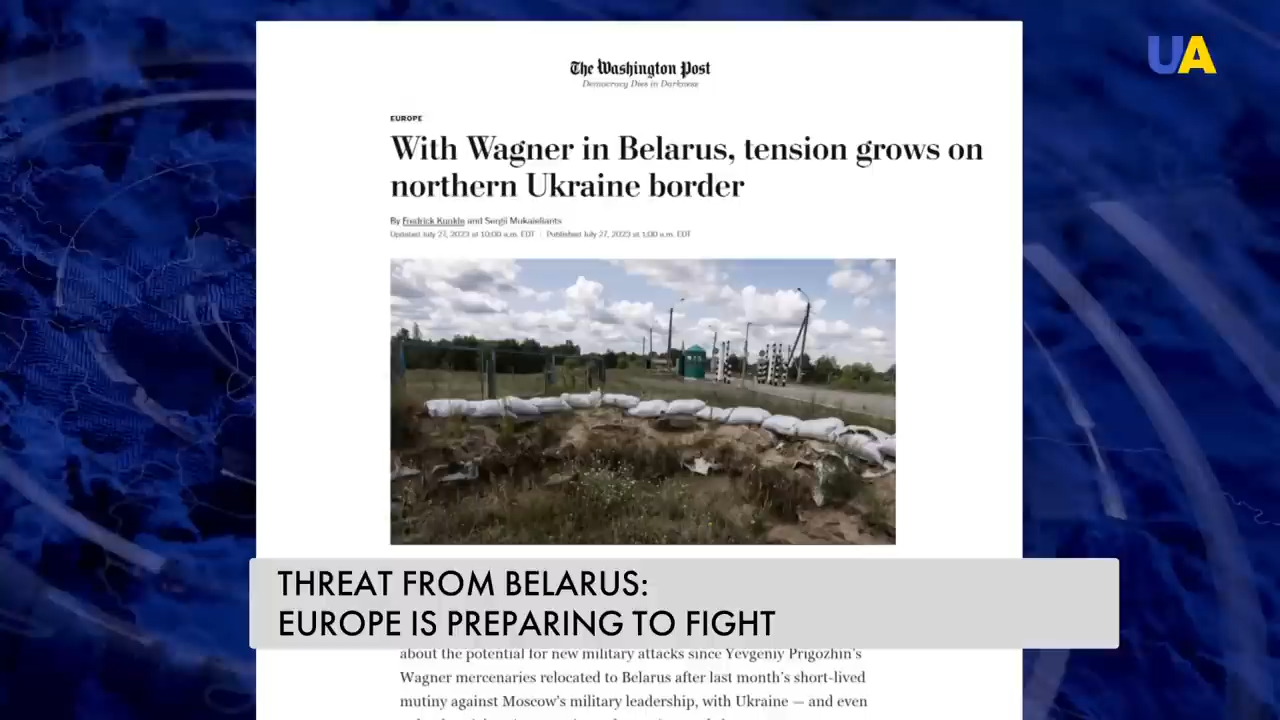 UA
The Washington Post
Democracy Dies in Darkness
EUROPE
With Wagner in Belarus, tension grows on
northern Ukraine border
By Fredrick Kunkle and Serhii Mukaieliants
Updated July 27, 2023 at 10:00 a.m. EDT | Published July 27, 2023 at 1:00 a.m. EDT
THREAT FROM BELARUS:
EUROPE IS PREPARING TO FIGHT
about the potential for new military attacks since Yevgeniy Prigozhin's
Wagner mercenaries relocated to Belarus after last month's short-lived
mutiny against Moscow's military leadership, with Ukraine — and even